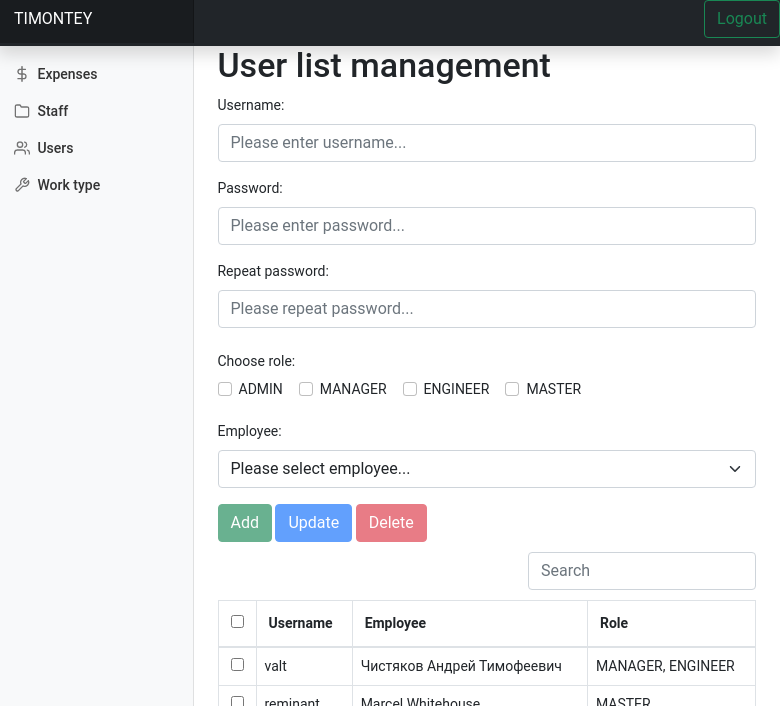 TIMONTEY
Logout
Expenses
Staff
Users
Work type
User list management
Username:
Please enter username...
Password:
Please enter password...
Repeat password:
Please repeat password...
Choose role:
ADMIN MANAGER ENGINEER MASTER
Employee:
Please select employee...
Add Update Delete
Search
Username Employee Role
valt Чистяков Андрей Тимофеевич MANAGER, ENGINEER
reminant Marcel Whitehouse MASTER